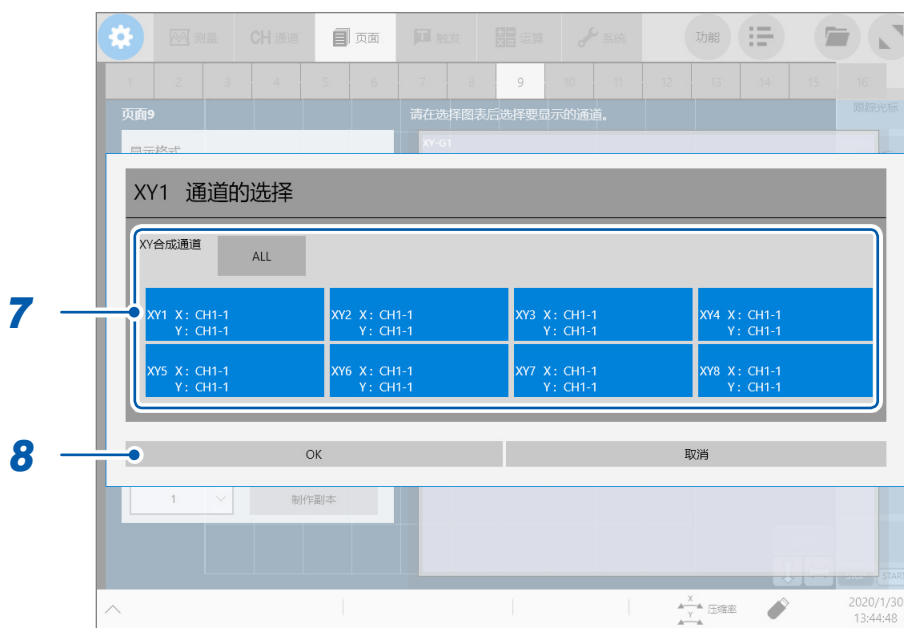 测量
CH 通道
页面
触发
运算
系统
功能
1 2 3 4 5 6 7 8 9 10 11 12 13 14 15 16
页面9
请在选择图表后选择要显示的通道。
跟踪光标
显示格式
XY-G1
XY1 通道的选择
XY合成通道
ALL
7
XY1 X: CH1-1
Y: CH1-1
XY2 X: CH1-1
Y: CH1-1
XY3 X: CH1-1
Y: CH1-1
XY4 X: CH1-1
Y: CH1-1
XY5 X: CH1-1
Y: CH1-1
XY6 X: CH1-1
Y: CH1-1
XY7 X: CH1-1
Y: CH1-1
XY8 X: CH1-1
Y: CH1-1
8
OK
取消
1
制作副本
STOP
START
X
Y
压缩率
2020/1/30
13:44:48